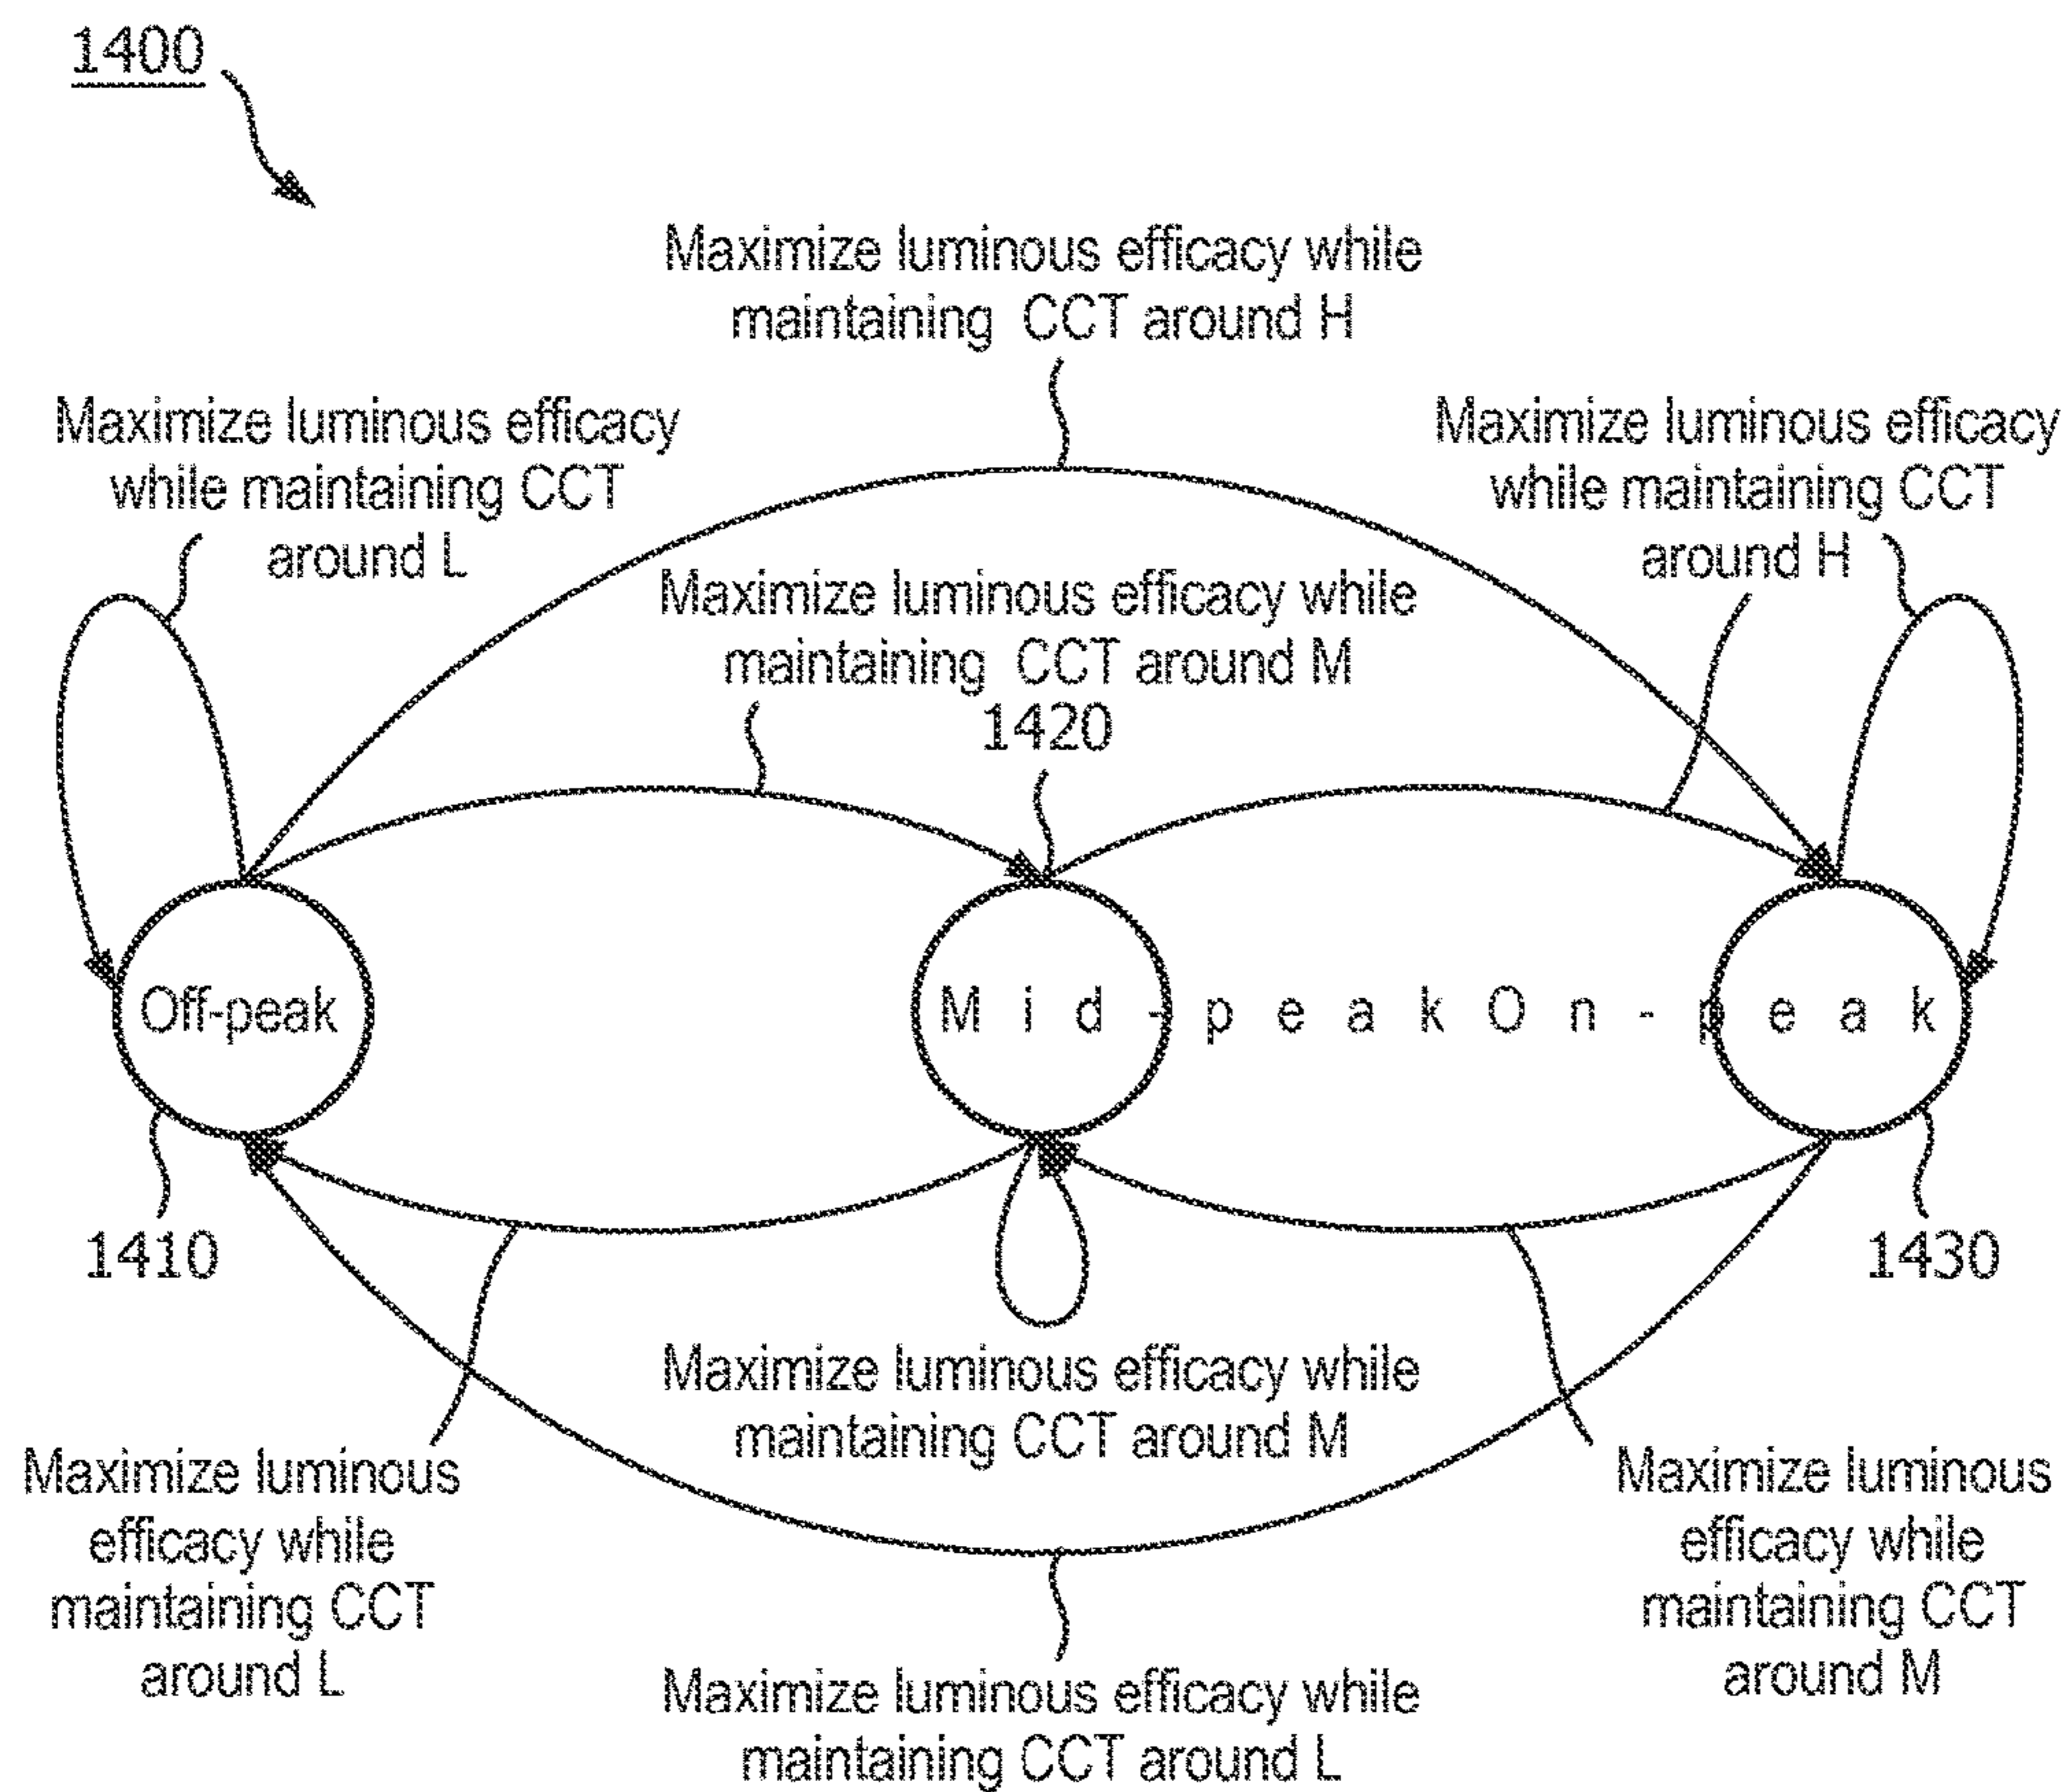 1400
Maximize luminous efficacy while
maintaining CCT around H
Maximize luminous efficacy
while maintaining CCT
around L
Maximize luminous efficacy
while maintaining CCT
around H
Maximize luminous efficacy while
maintaining CCT around M
1420
Off-peak
Mid-peakOn-peak
1410
1430
Maximize luminous efficacy while
maintaining CCT around M
Maximize luminous
efficacy while
maintaining CCT
around L
Maximize luminous
efficacy while
maintaining CCT
around M
Maximize luminous efficacy while
maintaining CCT around L